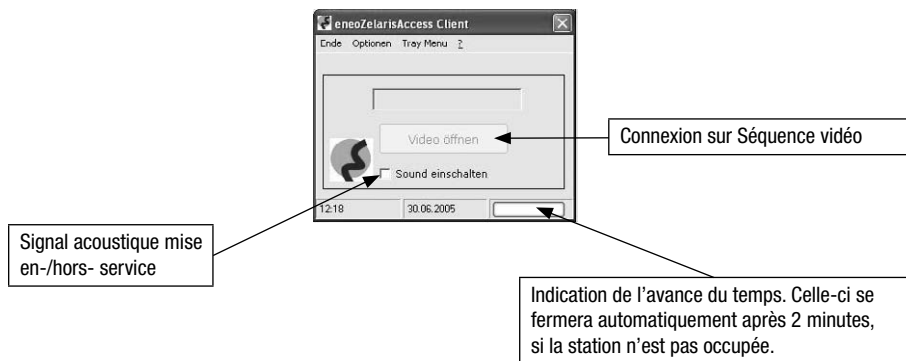 eneoZelarisAccess Client
Ende Optionen Tray Menu ?
Video öffnen
Connexion sur Séquence vidéo
Sound einschalten
12:18 30.06.2005
Signal acoustique mise
en-/hors- service
Indication de l’avance du temps. Celle-ci se
fermera automatiquement après 2 minutes,
si la station n’est pas occupée.